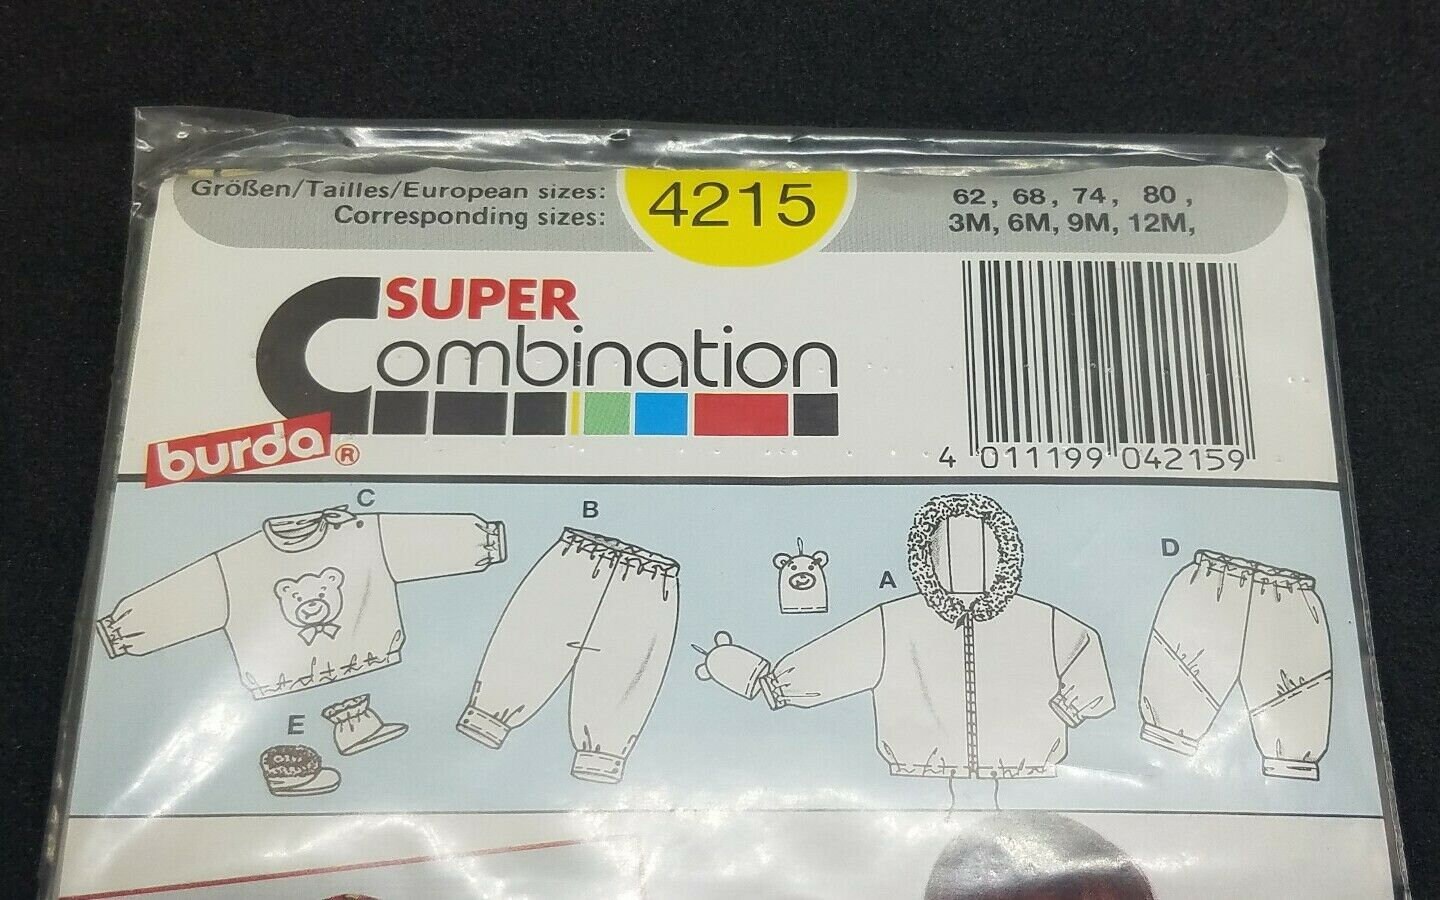 Größen/Tailles/European sizes: 4215 62, 68, 74, 80,
Corresponding sizes: 3M, 6M, 9M, 12M,
SUPER
Combination
burda®
4 011199 042159
C
B
A
D
E